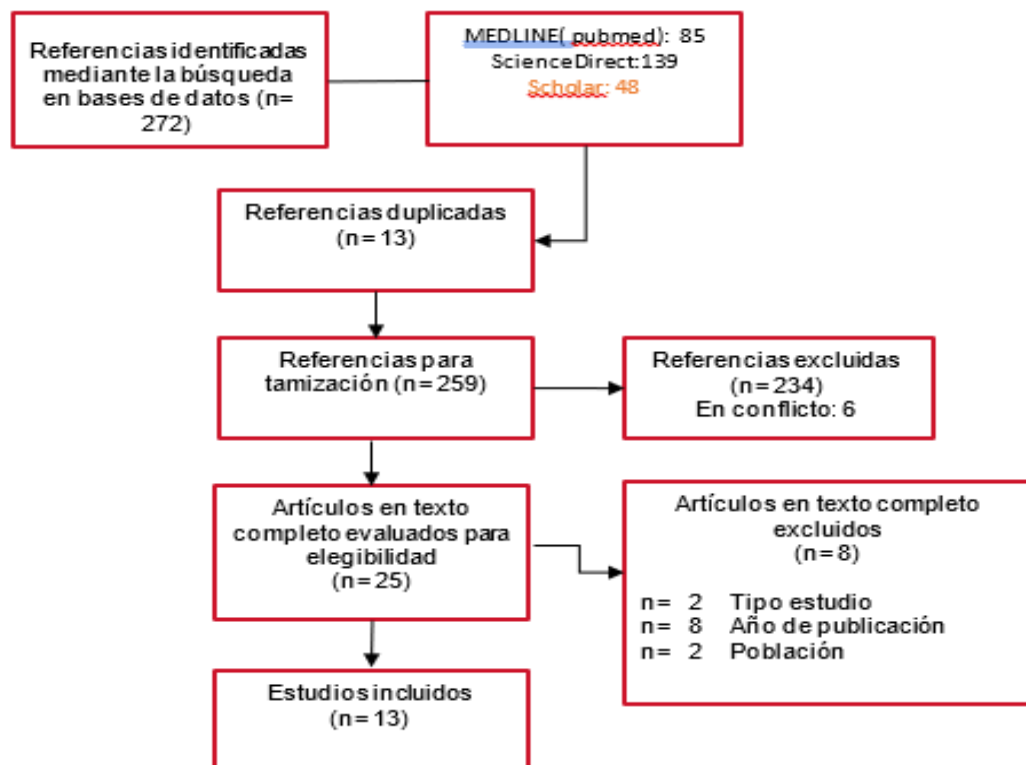 Referencias identificadas
mediante la búsqueda
en bases de datos (n=
272)
MEDLINE( pubmed): 85
ScienceDirect:139
Scholar: 48
Referencias duplicadas
(n= 13)
Referencias para
tamización (n= 259)
Referencias excluidas
(n= 234)
En conflicto: 6
Artículos en texto
completo evaluados para
elegibilidad
(n= 25)
Artículos en texto completo
excluidos
(n= 8)
n= 2 Tipo estudio
n= 8 Año de publicación
n= 2 Población
Estudios incluidos
(n= 13)